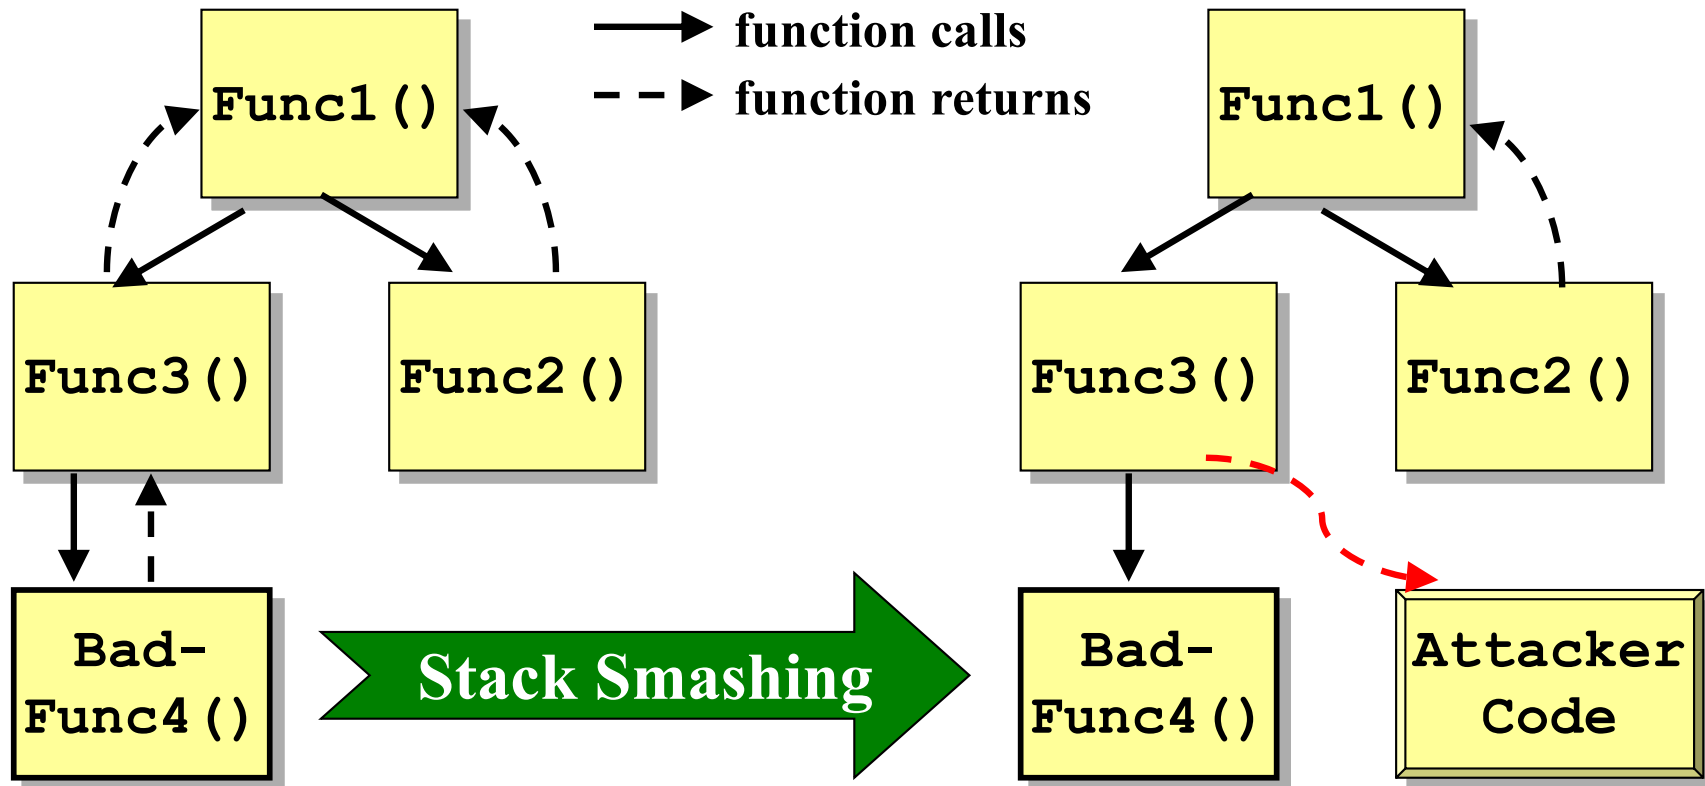 function calls
function returns
Func1()
Func3()
Func2()
Bad-
Func4()
Stack Smashing
Func1()
Func3()
Func2()
Bad-
Func4()
Attacker
Code